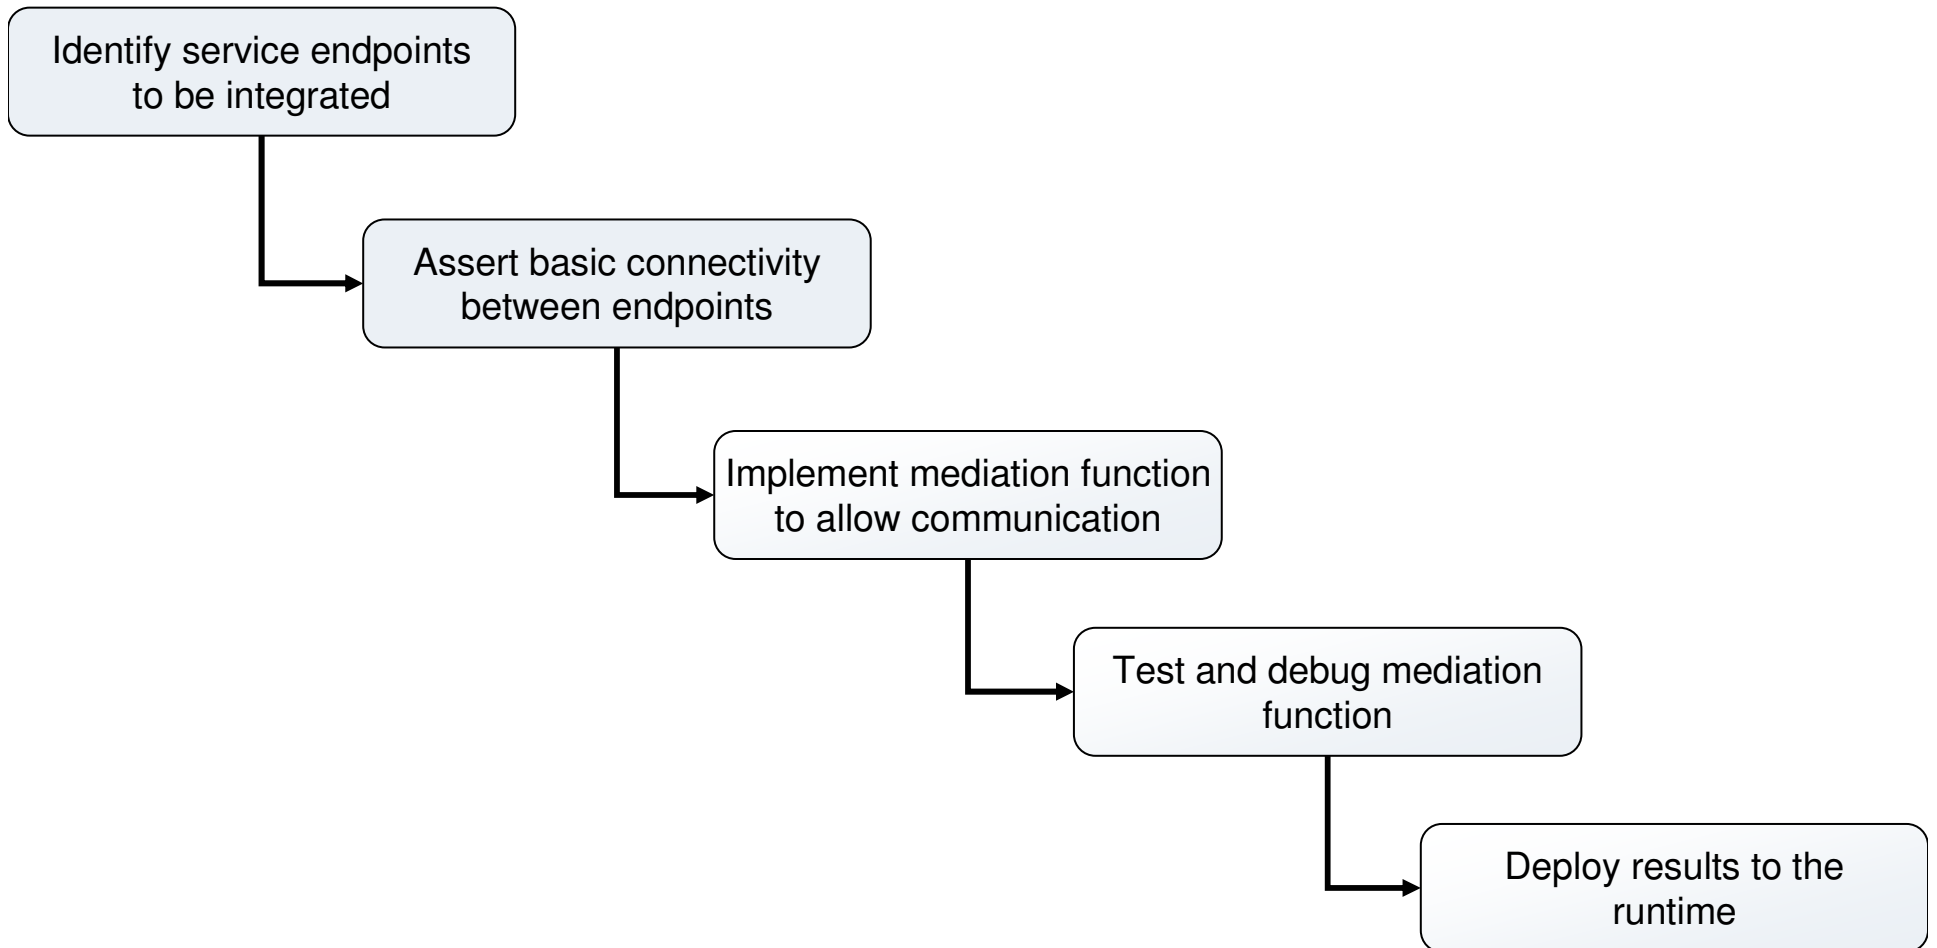 Identify service endpoints
to be integrated
Assert basic connectivity
between endpoints
Implement mediation function
to allow communication
Test and debug mediation
function
Deploy results to the
runtime